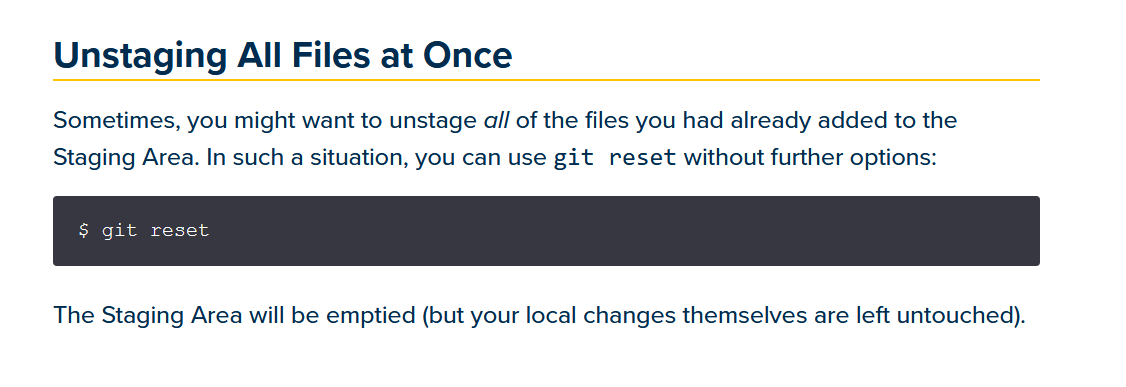 Unstaging All Files at Once
Sometimes, you might want to unstage all of the files you had already added to the
Staging Area. In such a situation, you can use git reset without further options:
$ git reset
The Staging Area will be emptied (but your local changes themselves are left untouched).